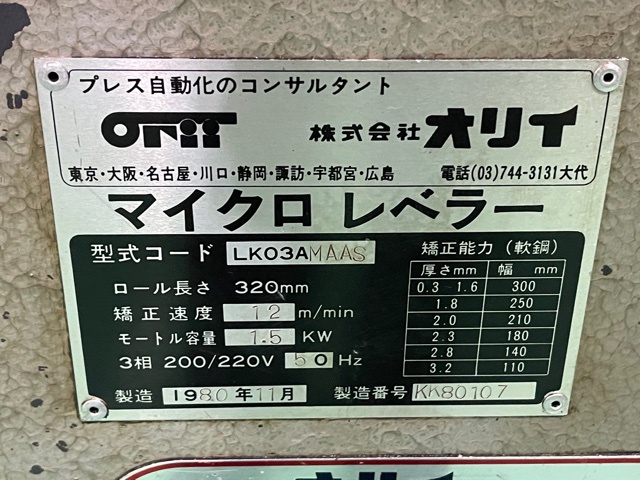 プレス自動化のコンサルタント
ORII 株式会社オリイ
東京・大阪・名古屋・川口・静岡・諏訪・宇都宮・広島 電話(03)744-3131大代
マイクロ レベラー
型式コード LK03AMAAS
ロール長さ 320mm
矯正速度 12 m/min
モートル容量 1.5 KW
3相 200/220V 50 Hz
製造 1980年11月
矯正能力(軟鋼)
厚さmm 幅 mm
0.3-1.6 300
1.8 250
2.0 210
2.3 180
2.8 140
3.2 110
製造番号 KK80107
オリイ